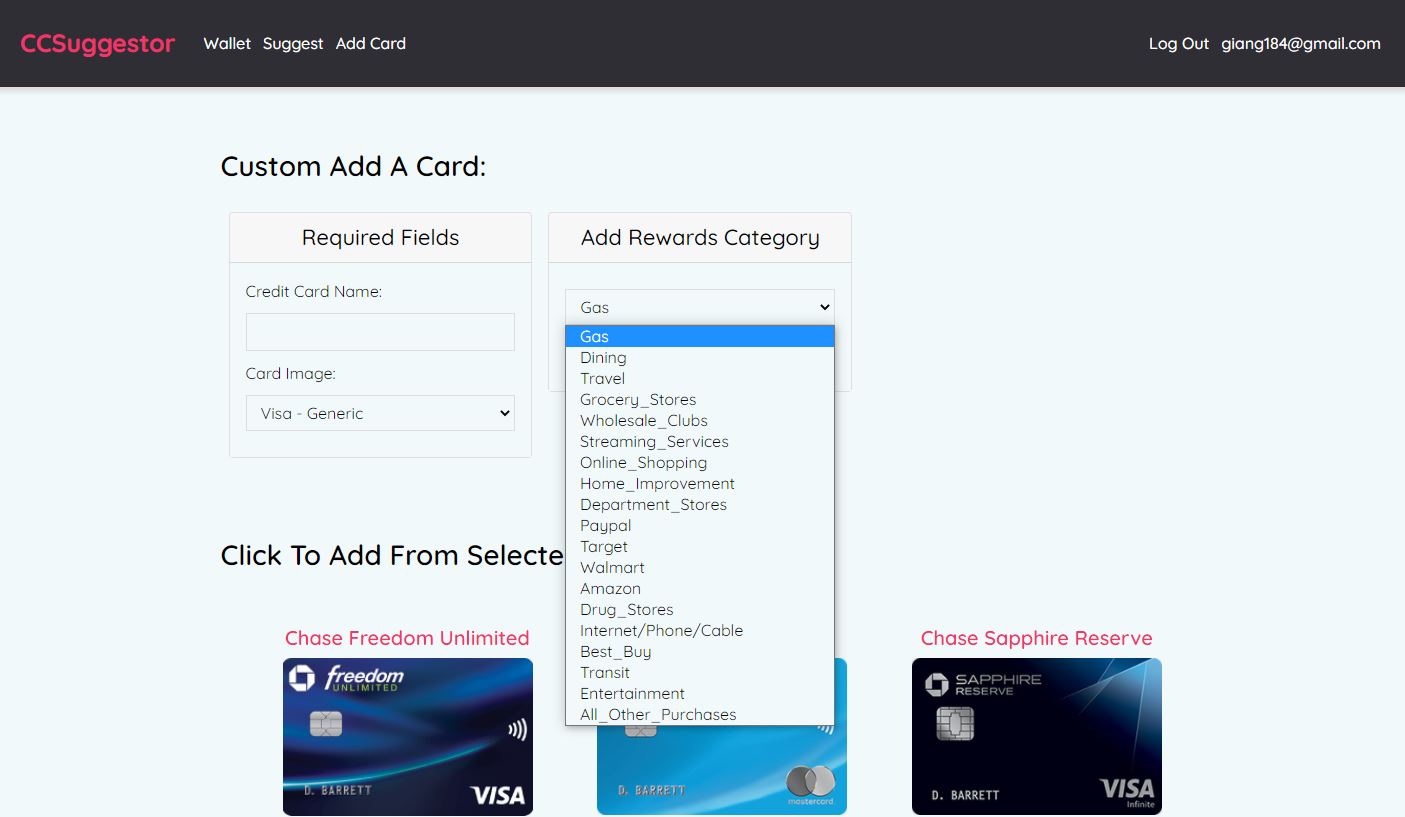 CCSuggestor Wallet Suggest Add Card Log Out giang184@gmail.com
Custom Add A Card:
Required Fields
Credit Card Name:
Card Image:
Visa - Generic
Add Rewards Category
Gas
Gas
Dining
Travel
Grocery_Stores
Wholesale_Clubs
Streaming_Services
Online_Shopping
Home_Improvement
Department_Stores
Paypal
Target
Walmart
Amazon
Drug_Stores
Internet/Phone/Cable
Best_Buy
Transit
Entertainment
All_Other_Purchases
Click To Add From Selecte
Chase Freedom Unlimited
freedom
UNLIMITED
D. BARRETT
VISA
D. BARRETT
mastercard.
Chase Sapphire Reserve
SAPPHIRE
RESERVE
D. BARRETT
VISA
Infinite